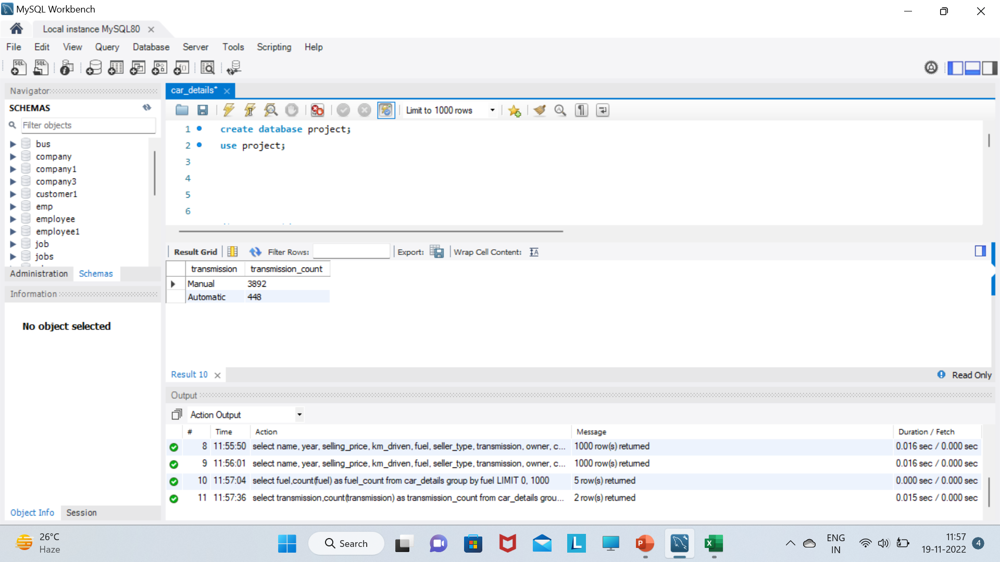 MySQL Workbench
Local instance MySQL80
File Edit View Query Database Server Tools Scripting Help
Navigator
SCHEMAS
Filter objects
bus
company
company1
company3
customer1
emp
employee
employee1
job
jobs
Administration Schemas
Information
No object selected
Object Info Session
car_details*
Limit to 1000 rows
1 create database project;
2 use project;
3
4
5
6
Result Grid Filter Rows: Export: Wrap Cell Content:
transmission transmission_count
Manual 3892
Automatic 448
Result 10
Read Only
Output
Action Output
# Time Action Message Duration / Fetch
8 11:55:50 select name, year, selling_price, km_driven, fuel, seller_type, transmission, owner, c... 1000 row(s) returned 0.016 sec / 0.000 sec
9 11:56:01 select name, year, selling_price, km_driven, fuel, seller_type, transmission, owner, c... 1000 row(s) returned 0.016 sec / 0.000 sec
10 11:57:04 select fuel,count(fuel) as fuel_count from car_details group by fuel LIMIT 0, 1000 5 row(s) returned 0.000 sec / 0.000 sec
11 11:57:36 select transmission,count(transmission) as transmission_count from car_details grou... 2 row(s) returned 0.015 sec / 0.000 sec
26°C
Haze
Search
ENG
IN
11:57
19-11-2022
4